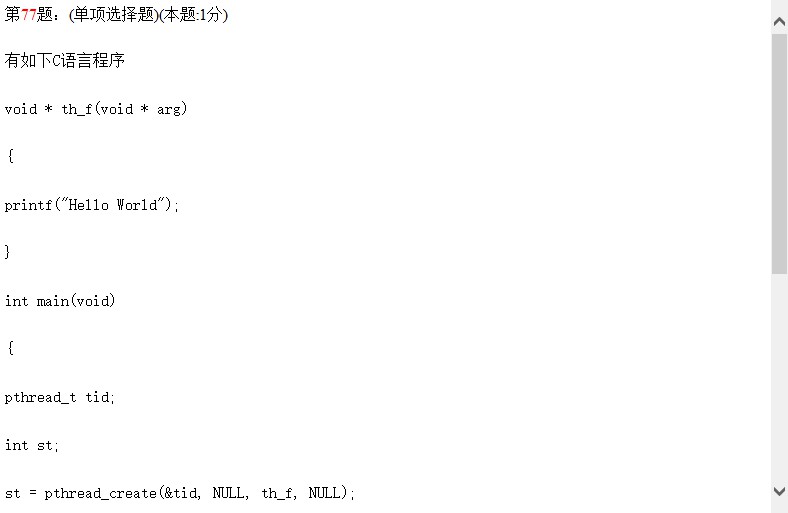 第77题：(单项选择题)(本题:1分)
有如下C语言程序
void * th_f(void * arg)
{
printf("Hello World");
}
int main(void)
{
pthread_t tid;
int st;
st = pthread_create(&tid, NULL, th_f, NULL);